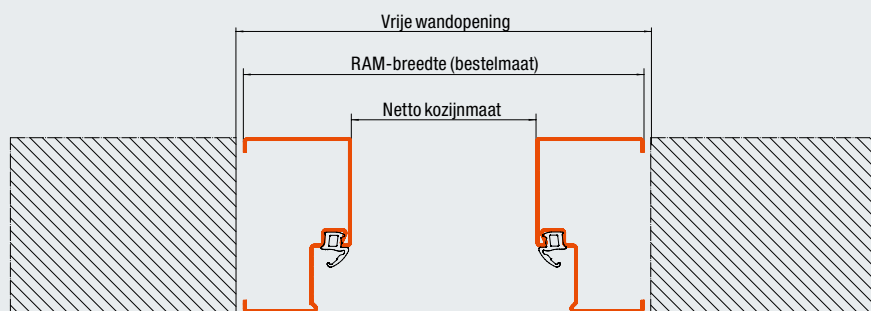 Vrije wandopening
RAM-breedte (bestelmaat)
Netto kozijnmaat